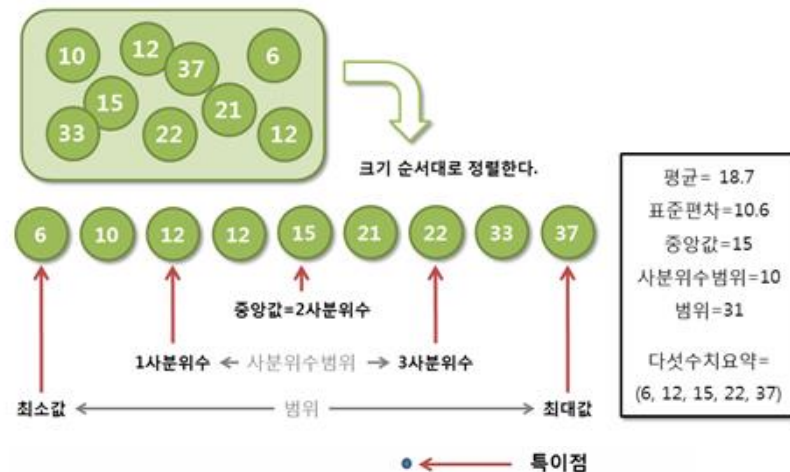 10 12 37 6
15 21
33 22 12
크기 순서대로 정렬한다.
6 10 12 12 15 21 22 33 37
중앙값=2사분위수
1사분위수 사분위수범위 3사분위수
최소값 범위 최대값
특이점
평균= 18.7
표준편차=10.6
중앙값=15
사분위수범위=10
범위=31
다섯수치요약=
(6, 12, 15, 22, 37)